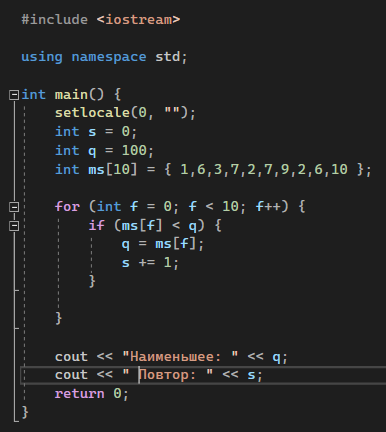 #include <iostream>
using namespace std;
int main() {
setlocale(0, "");
int s = 0;
int q = 100;
int ms[10] = { 1,6,3,7,2,7,9,2,6,10 };
for (int f = 0; f < 10; f++) {
if (ms[f] < q) {
q = ms[f];
s += 1;
}
}
cout << "Наименьшее: " << q;
cout << " Повтор: " << s;
return 0;
}